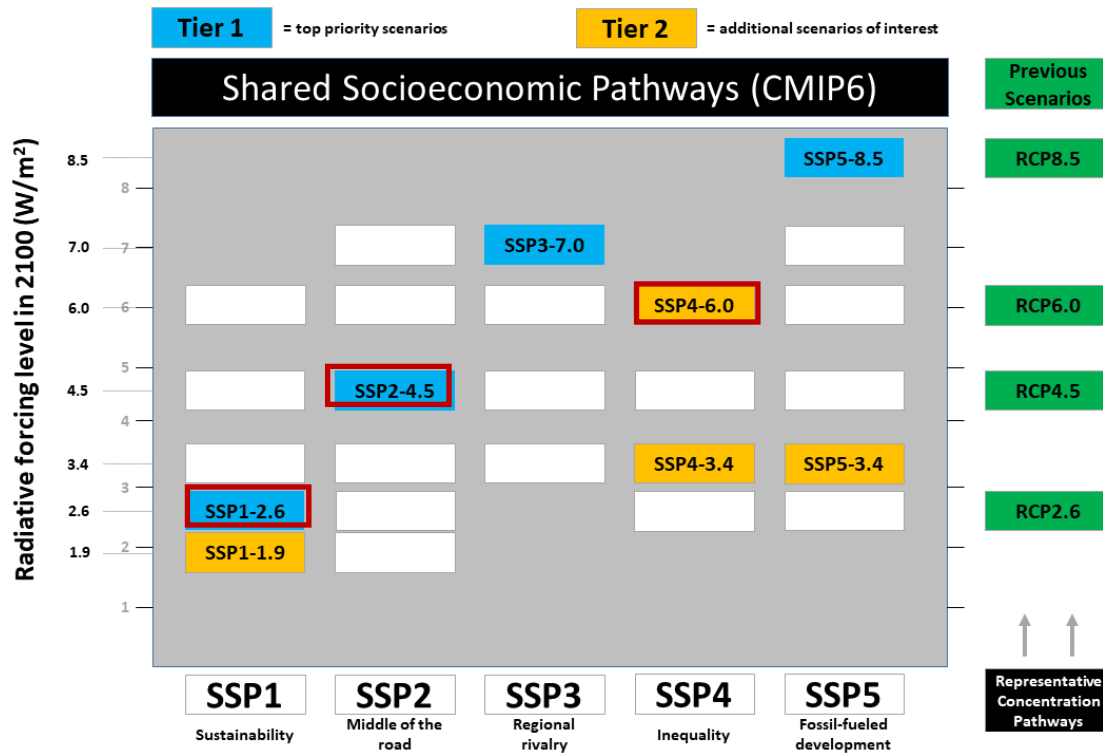 Tier 1 = top priority scenarios
Tier 2 = additional scenarios of interest
Shared Socioeconomic Pathways (CMIP6)
Previous
Scenarios
Radiative forcing level in 2100 (W/m²)
8.5
SSP5-8.5
RCP8.5
8
7.0
7
SSP3-7.0
6.0
6
SSP4-6.0
RCP6.0
5
4.5
SSP2-4.5
RCP4.5
4
3.4
SSP4-3.4
SSP5-3.4
3
2.6
SSP1-2.6
RCP2.6
2
1.9
SSP1-1.9
1
SSP1
Sustainability
SSP2
Middle of the
road
SSP3
Regional
rivalry
SSP4
Inequality
SSP5
Fossil-fueled
development
Representative
Concentration
Pathways